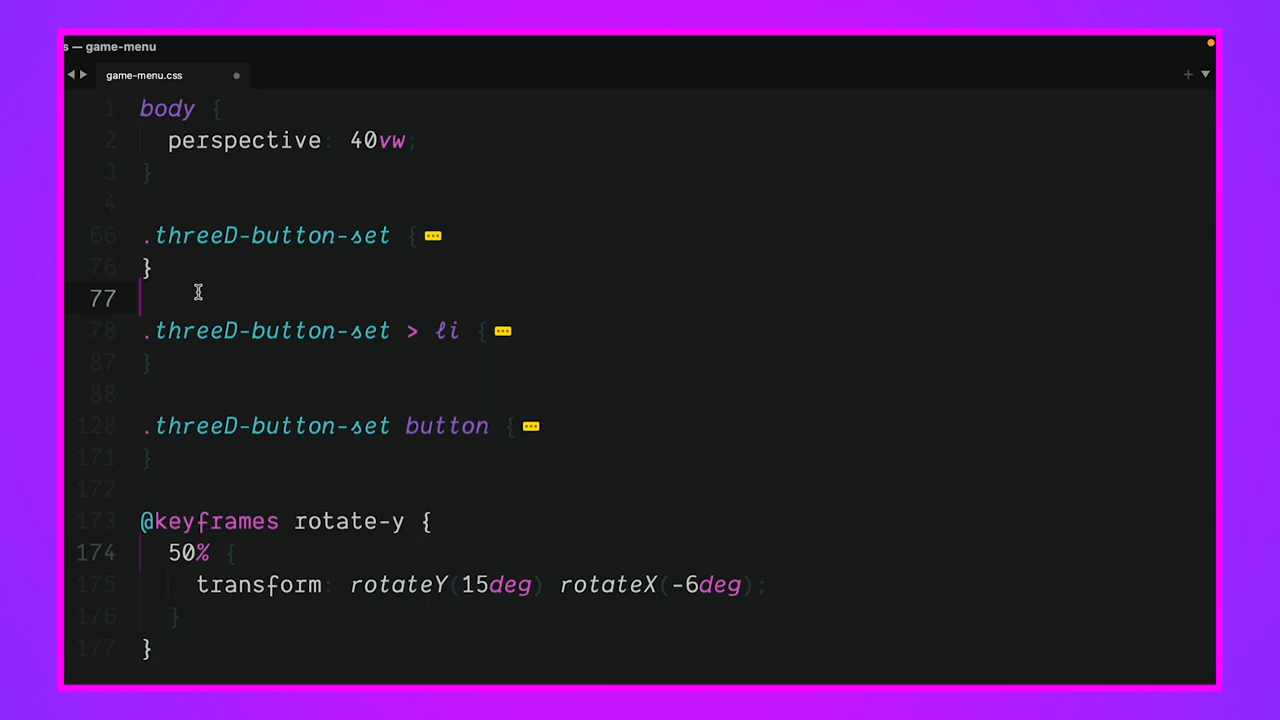 s — game-menu
game-menu.css
1 body {
2 perspective: 40vw;
3 }
4
66 .threeD-button-set {
76 }
77
78 .threeD-button-set > li {
87 }
88
128 .threeD-button-set button {
171 }
172
173 @keyframes rotate-y {
174 50% {
175 transform: rotateY(15deg) rotateX(-6deg);
176 }
177 }